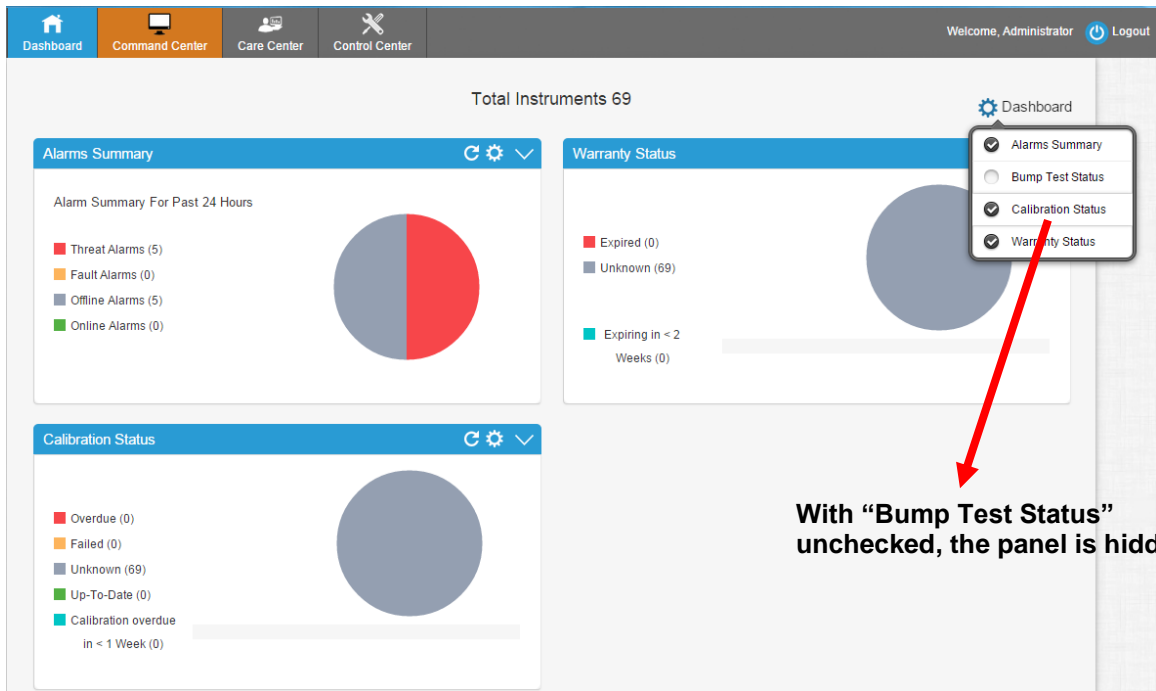 Dashboard
Command Center
Care Center
Control Center
Welcome, Administrator
Logout
Total Instruments 69
Dashboard
Alarms Summary
Bump Test Status
Calibration Status
Warranty Status
Alarms Summary
Alarm Summary For Past 24 Hours
Threat Alarms (5)
Fault Alarms (0)
Offline Alarms (5)
Online Alarms (0)
Warranty Status
Expired (0)
Unknown (69)
Expiring in < 2
Weeks (0)
Calibration Status
Overdue (0)
Failed (0)
Unknown (69)
Up-To-Date (0)
Calibration overdue
in < 1 Week (0)
With “Bump Test Status”
unchecked, the panel is hidd